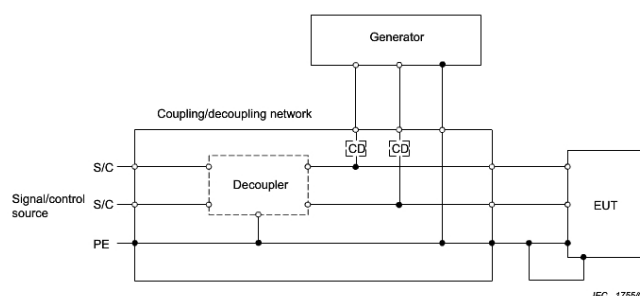 Generator
Coupling/decoupling network
CD CD
S/C
Decoupler
Signal/control
source
S/C
EUT
PE